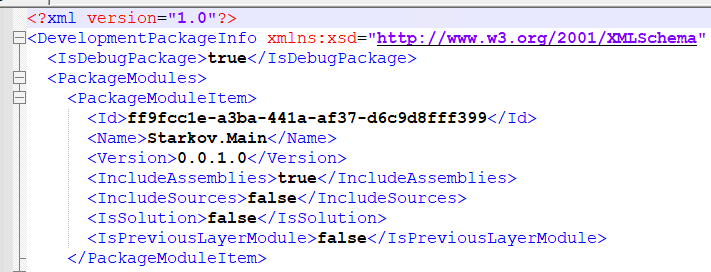 <?xml version="1.0"?>
<DevelopmentPackageInfo xmlns:xsd="http://www.w3.org/2001/XMLSchema"
<IsDebugPackage>true</IsDebugPackage>
<PackageModules>
<PackageModuleItem>
<Id>ff9fcc1e-a3ba-441a-af37-d6c9d8fff399</Id>
<Name>Starkov.Main</Name>
<Version>0.0.1.0</Version>
<IncludeAssemblies>true</IncludeAssemblies>
<IncludeSources>false</IncludeSources>
<IsSolution>false</IsSolution>
<IsPreviousLayerModule>false</IsPreviousLayerModule>
</PackageModuleItem>